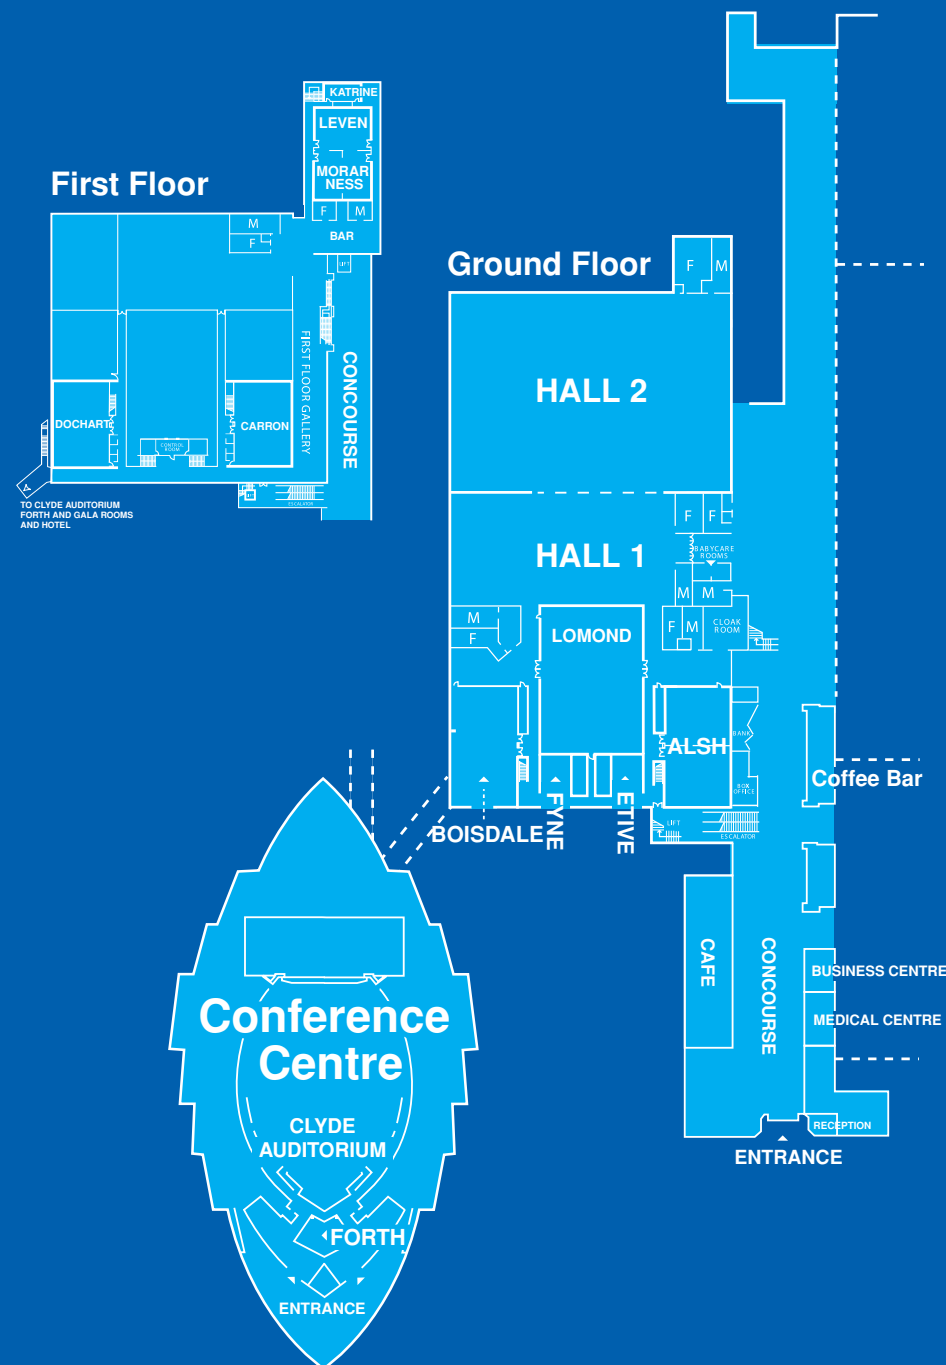 KATRINE
LEVEN
MORAR
NESS
First Floor
F
M
M
F
BAR
LIFT
FIRST FLOOR GALLERY
CONCOURSE
DOCHART
CARRON
CONTROL
ROOM
ESCALATOR
TO CLYDE AUDITORIUM
FORTH AND GALA ROOMS
AND HOTEL
Ground Floor
F
M
HALL 2
HALL 1
F
F
BABYCARE
ROOMS
M
M
M
F
LOMOND
F
M
CLOAK
ROOM
ALSH
BANK
BOX
OFFICE
Coffee Bar
BOISDALE
FYNE
ETIVE
LIFT
ESCALATOR
CAFE
CONCOURSE
BUSINESS CENTRE
MEDICAL CENTRE
RECEPTION
ENTRANCE
Conference
Centre
CLYDE
AUDITORIUM
FORTH
ENTRANCE